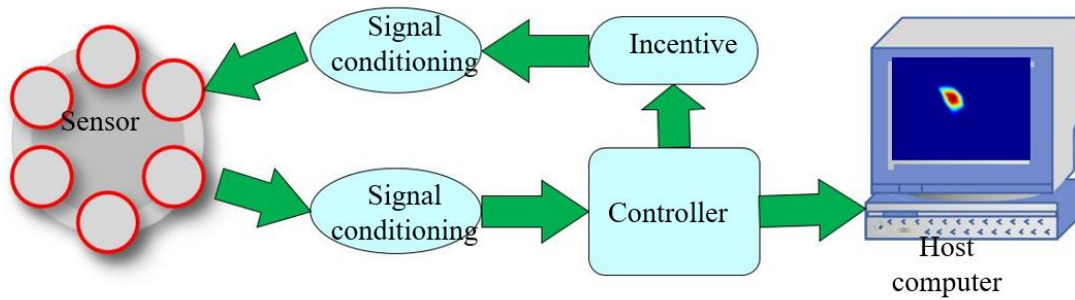 Signal
conditioning
Incentive
Sensor
Signal
conditioning
Controller
Host
computer